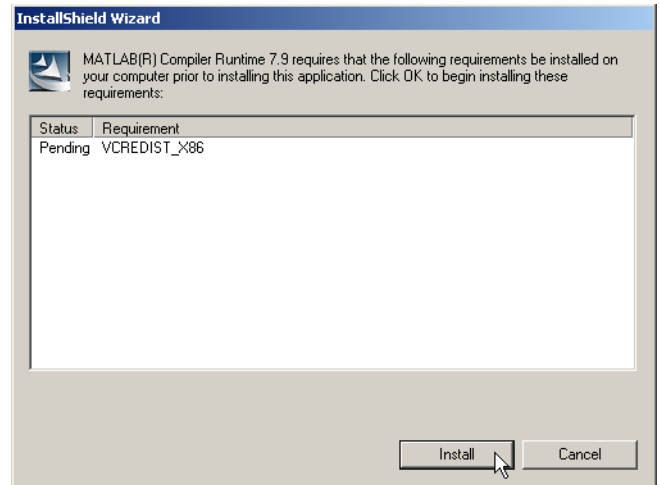 InstallShield Wizard
MATLAB(R) Compiler Runtime 7.9 requires that the following requirements be installed on
your computer prior to installing this application. Click OK to begin installing these
requirements:
Status Requirement
Pending VCREDIST_X86
Install Cancel